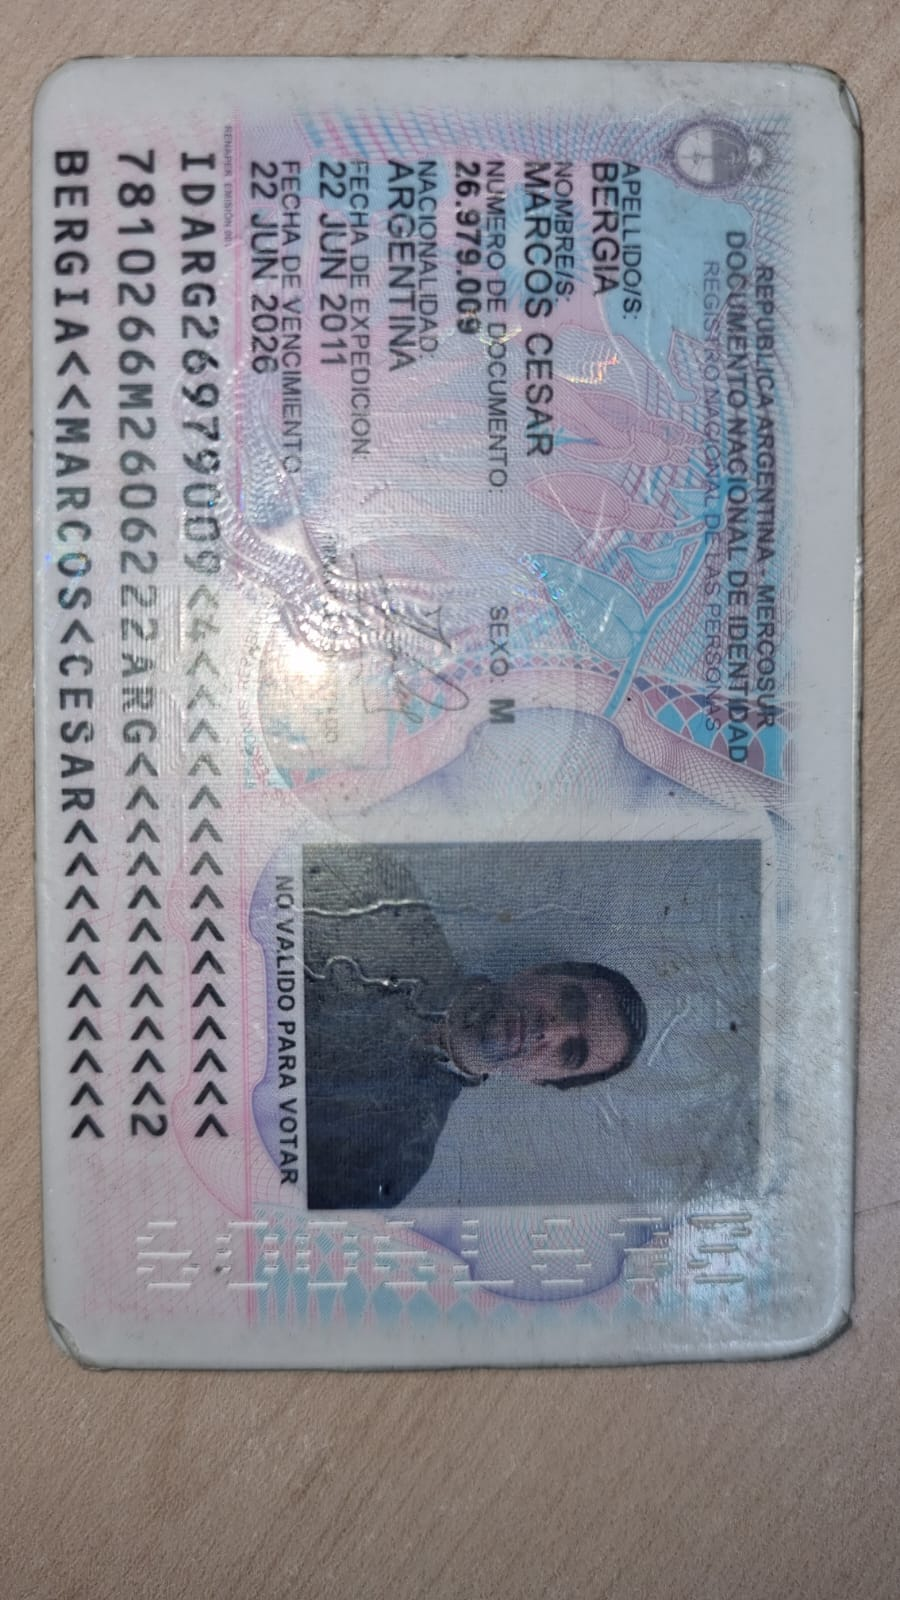 REPUBLICA ARGENTINA - MERCOSUR
DOCUMENTO NACIONAL DE IDENTIDAD
REGISTRO NACIONAL DE LAS PERSONAS
APELLIDO/S:
BERGIA
NOMBRE/S:
MARCOS CESAR
NUMERO DE DOCUMENTO: SEXO: M
26.979.009
NACIONALIDAD:
ARGENTINA
FECHA DE EXPEDICION:
22 JUN 2011
FECHA DE VENCIMIENTO:
22 JUN 2026
NO VALIDO PARA VOTAR
IDARG26979009<4<<<<<<<<<<<<<<<
7810266M2606222ARG<<<<<<<<<<<2
BERGIA<<MARCOS<CESAR<<<<<<<<<<